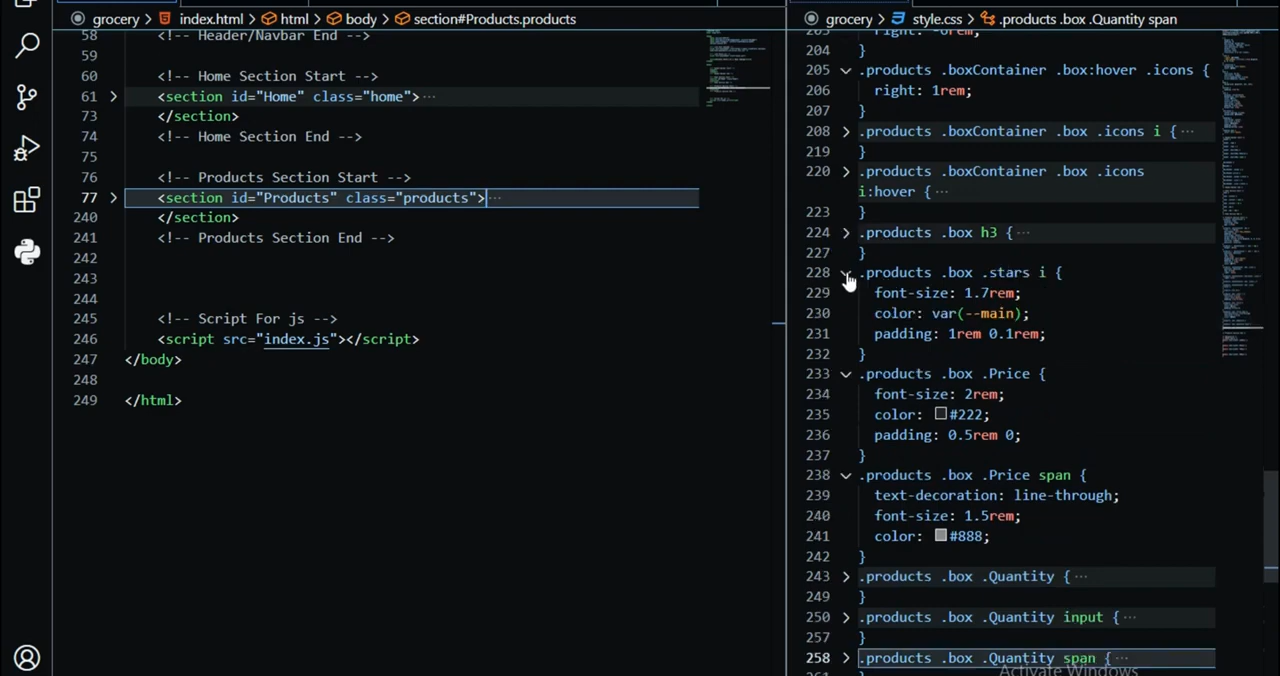 grocery > index.html > html > body > section#Products.products
58 <!-- Header/Navbar End -->
59
60 <!-- Home Section Start -->
61 <section id="Home" class="home"> ···
73 </section>
74 <!-- Home Section End -->
75
76 <!-- Products Section Start -->
77 <section id="Products" class="products"> ···
240 </section>
241 <!-- Products Section End -->
242
243
244
245 <!-- Script For js -->
246 <script src="index.js"></script>
247 </body>
248
249 </html>
grocery > style.css > .products .box .Quantity span
203 right: -6rem;
204 }
205 .products .boxContainer .box:hover .icons {
206 right: 1rem;
207 }
208 .products .boxContainer .box .icons i { ···
219 }
220 .products .boxContainer .box .icons
i:hover { ···
223 }
224 .products .box h3 { ···
227 }
228 .products .box .stars i {
229 font-size: 1.7rem;
230 color: var(--main);
231 padding: 1rem 0.1rem;
232 }
233 .products .box .Price {
234 font-size: 2rem;
235 color: #222;
236 padding: 0.5rem 0;
237 }
238 .products .box .Price span {
239 text-decoration: line-through;
240 font-size: 1.5rem;
241 color: #888;
242 }
243 .products .box .Quantity { ···
249 }
250 .products .box .Quantity input { ···
257 }
258 .products .box .Quantity span { ···
Activate Windows